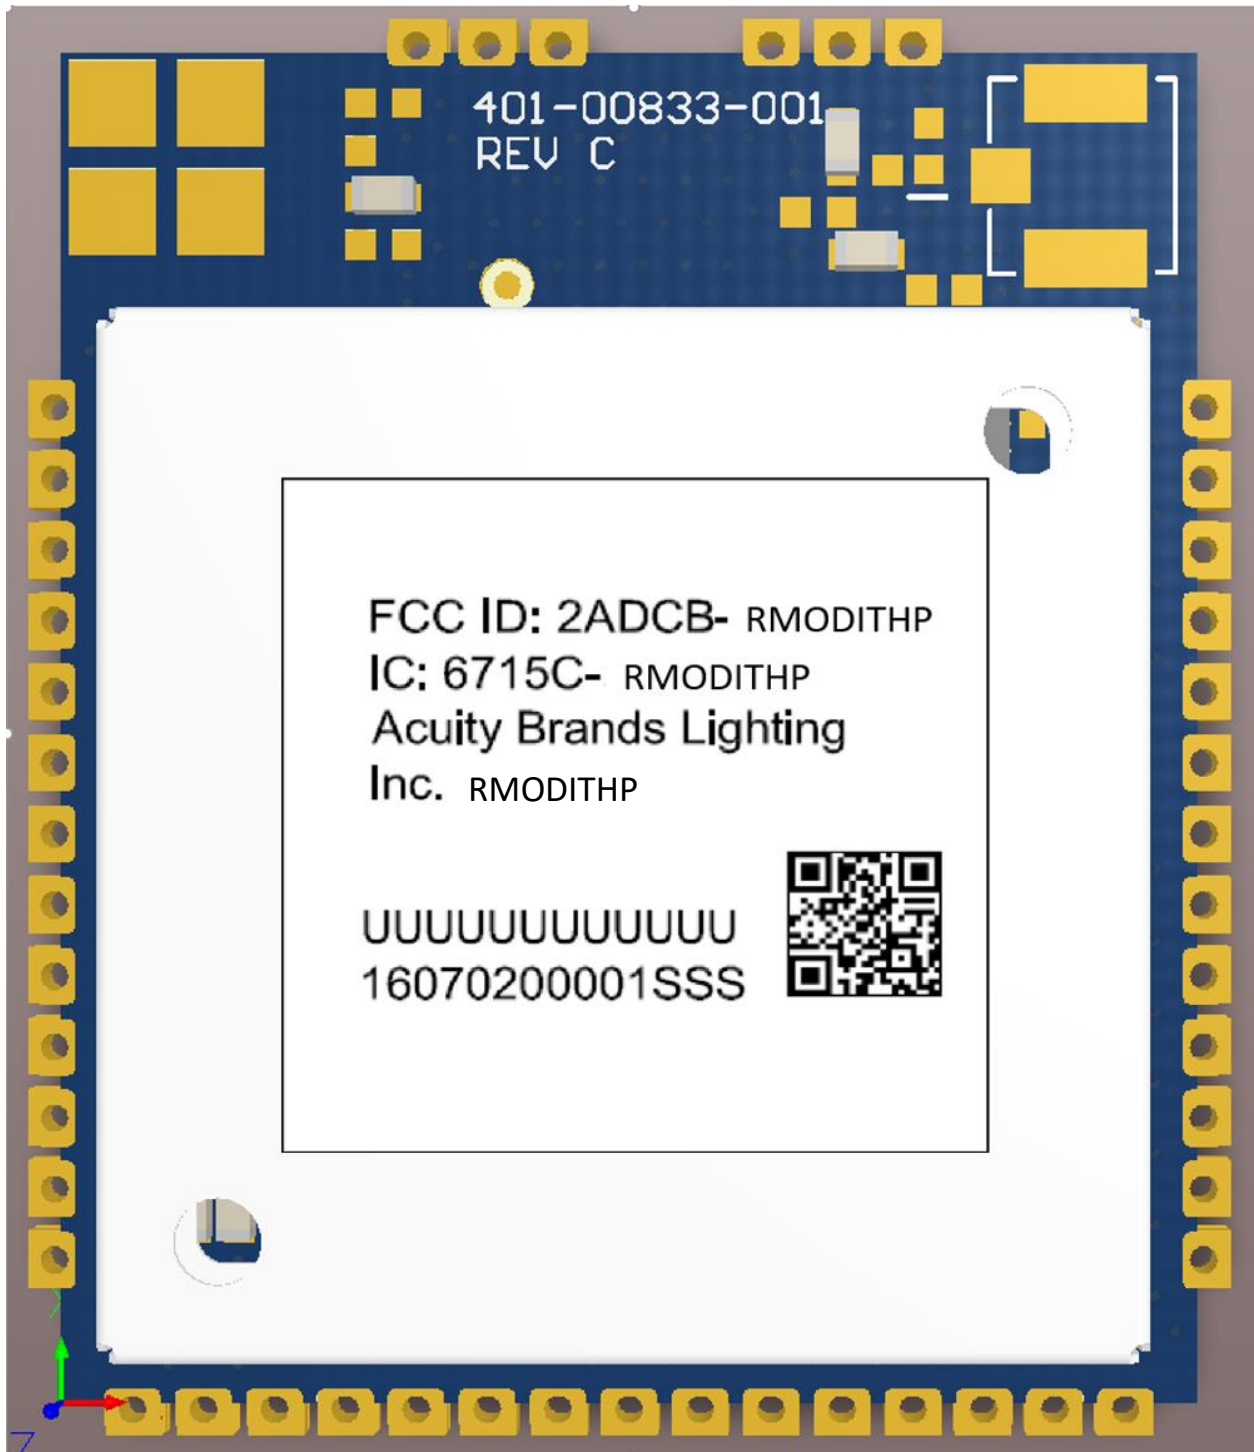 401-00833-001
REV C
FCC ID: 2ADCB- RMODITHP
IC: 6715C- RMODITHP
Acuity Brands Lighting
Inc. RMODITHP
UUUUUUUUUUUU
16070200001SSS
Z